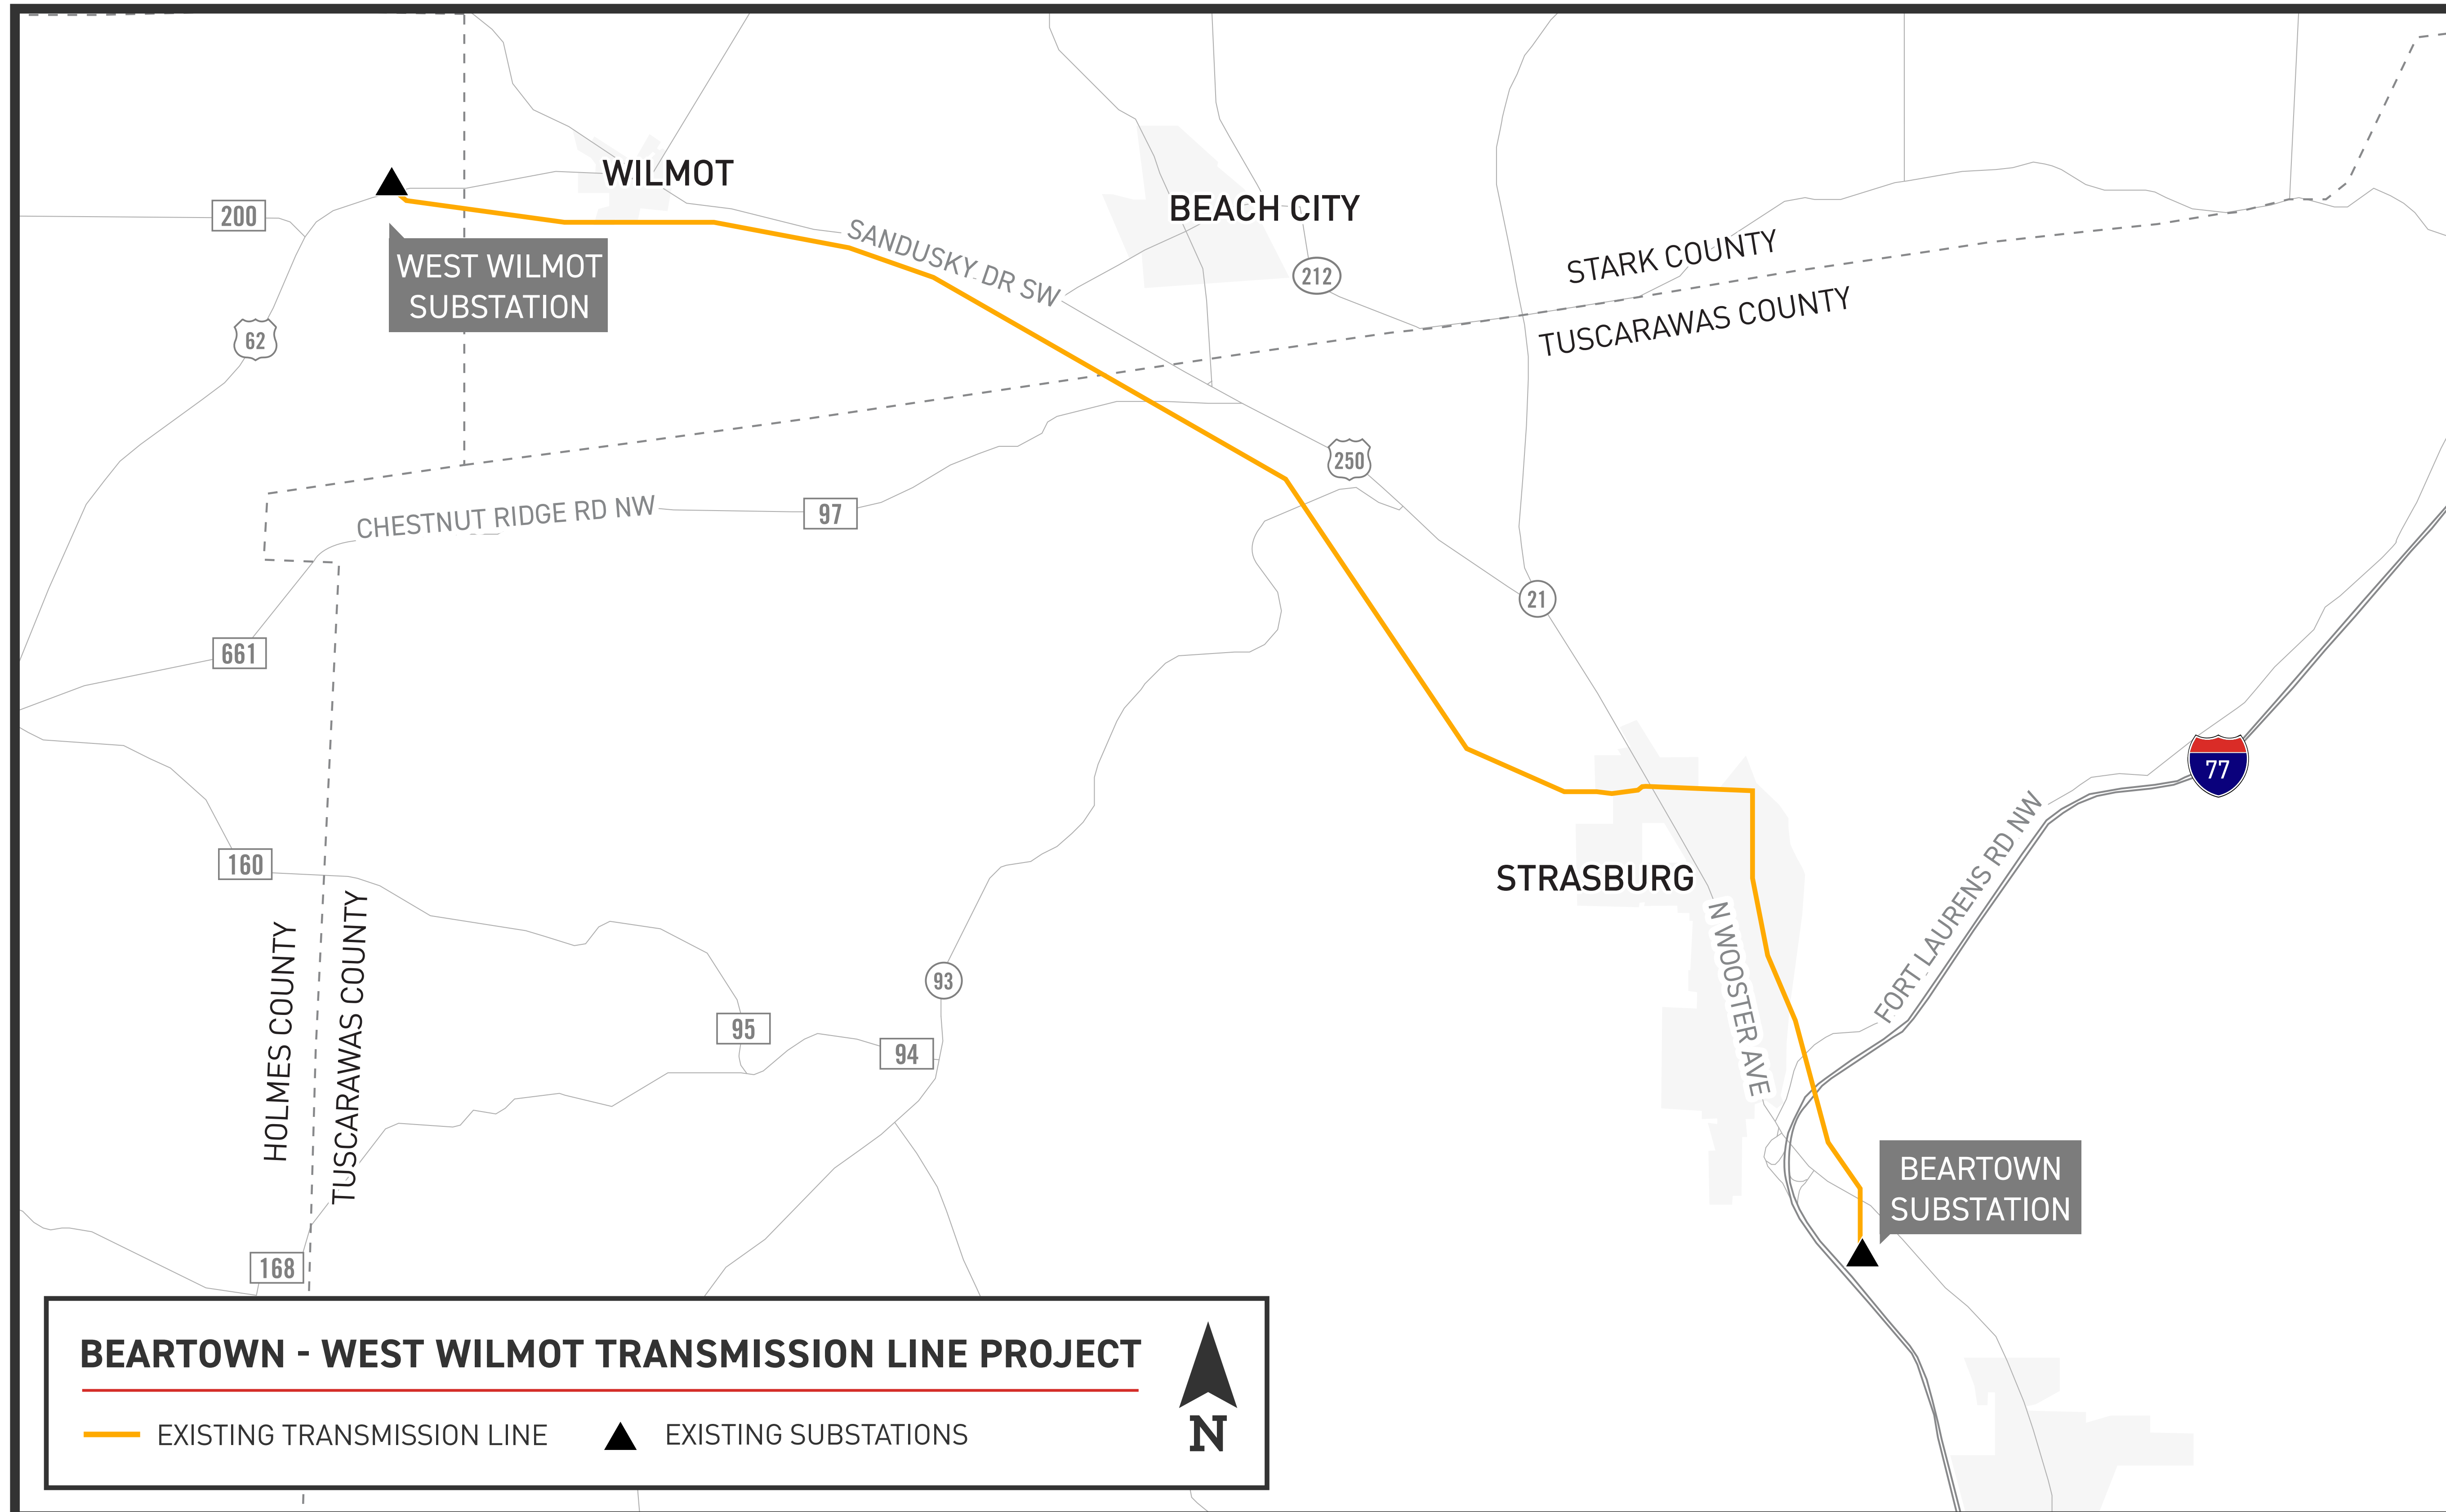 WILMOT
BEACH CITY
200
WEST WILMOT
SUBSTATION
SANDUSKY DR SW
212
STARK COUNTY
TUSCARAWAS COUNTY
62
250
CHESTNUT RIDGE RD NW
97
21
661
77
FORT LAURENS RD NW
160
STRASBURG
N WOOSTER AVE
HOLMES COUNTY
TUSCARAWAS COUNTY
93
95
94
BEARTOWN
SUBSTATION
168
BEARTOWN - WEST WILMOT TRANSMISSION LINE PROJECT
EXISTING TRANSMISSION LINE
EXISTING SUBSTATIONS
N